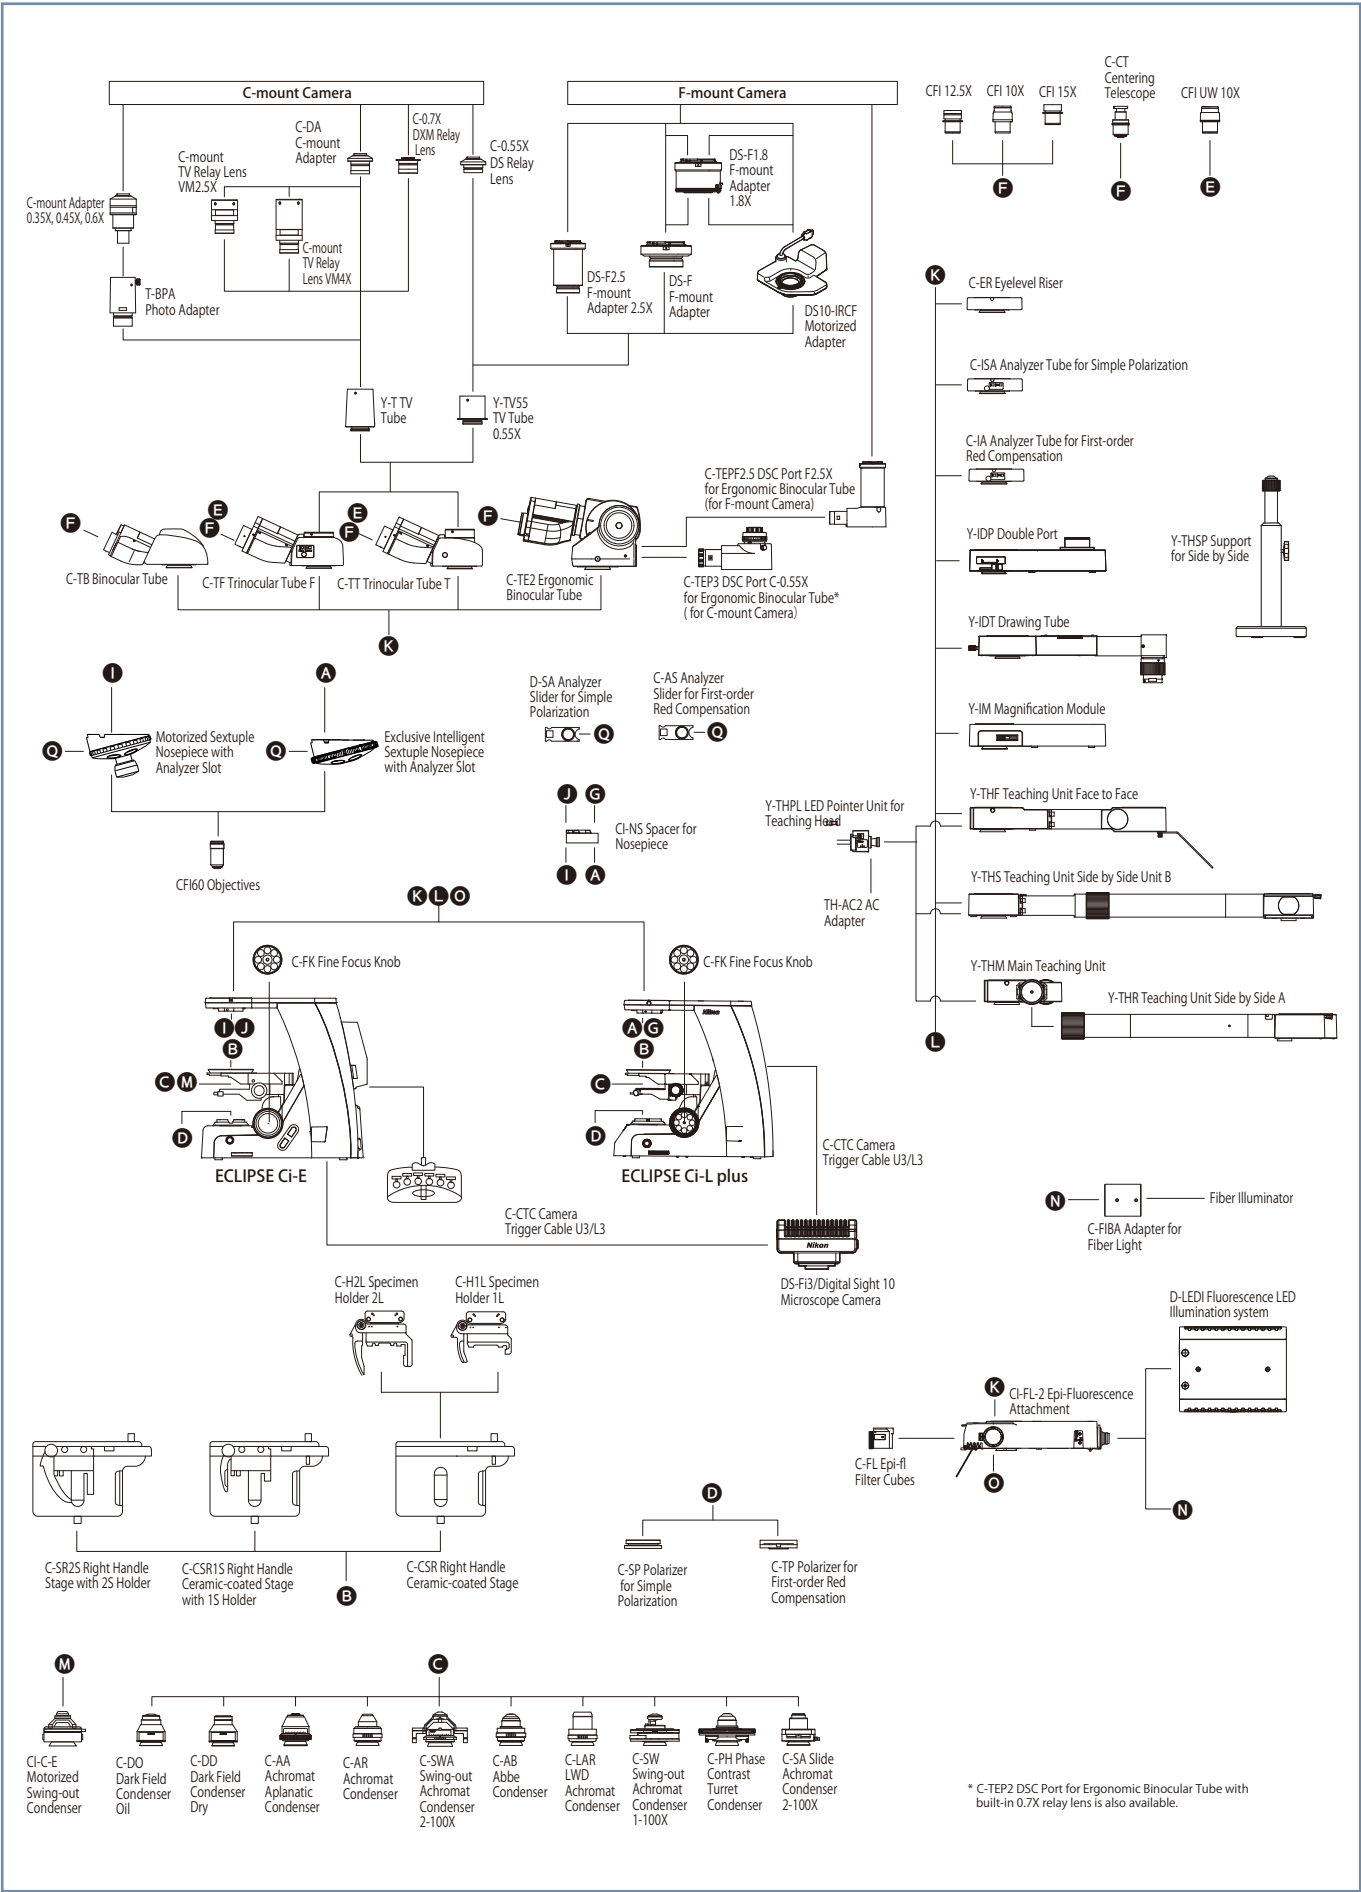 C-mount Camera
F-mount Camera
C-mount Adapter
0.35X, 0.45X, 0.6X
T-BPA
Photo Adapter
C-mount
TV Relay Lens
VM2.5X
C-mount
TV Relay
Lens VM4X
C-DA
C-mount
Adapter
C-0.7X
DXM Relay
Lens
C-0.55X
DS Relay
Lens
DS-F2.5
F-mount
Adapter 2.5X
DS-F
F-mount
Adapter
DS-F1.8
F-mount
Adapter
1.8X
DS10-IRCF
Motorized
Adapter
CFI 12.5X
CFI 10X
CFI 15X
F
C-CT
Centering
Telescope
F
CFI UW 10X
E
Y-T TV
Tube
Y-TV55
TV Tube
0.55X
F
C-TB Binocular Tube
E
F
C-TF Trinocular Tube F
E
F
C-TT Trinocular Tube T
F
C-TE2 Ergonomic
Binocular Tube
C-TEPF2.5 DSC Port F2.5X
for Ergonomic Binocular Tube
(for F-mount Camera)
C-TEP3 DSC Port C-0.55X
for Ergonomic Binocular Tube*
( for C-mount Camera)
K
K
C-ER Eyelevel Riser
C-ISA Analyzer Tube for Simple Polarization
C-IA Analyzer Tube for First-order
Red Compensation
Y-IDP Double Port
Y-IDT Drawing Tube
Y-IM Magnification Module
Y-THF Teaching Unit Face to Face
Y-THS Teaching Unit Side by Side Unit B
Y-THM Main Teaching Unit
Y-THR Teaching Unit Side by Side A
L
Y-THSP Support
for Side by Side
Y-THPL LED Pointer Unit for
Teaching Head
TH-AC2 AC
Adapter
I
Q
Motorized Sextuple
Nosepiece with
Analyzer Slot
A
Q
Exclusive Intelligent
Sextuple Nosepiece
with Analyzer Slot
CFI60 Objectives
D-SA Analyzer
Slider for Simple
Polarization
Q
C-AS Analyzer
Slider for First-order
Red Compensation
Q
J G
CI-NS Spacer for
Nosepiece
I A
K L O
C-FK Fine Focus Knob
I J
B
C M
D
ECLIPSE Ci-E
C-FK Fine Focus Knob
Nikon
A G
B
C
D
ECLIPSE Ci-L plus
C-CTC Camera
Trigger Cable U3/L3
C-CTC Camera
Trigger Cable U3/L3
Nikon
DS-Fi3/Digital Sight 10
Microscope Camera
N
Fiber Illuminator
C-FIBA Adapter for
Fiber Light
D-LEDI Fluorescence LED
Illumination system
K
CI-FL-2 Epi-Fluorescence
Attachment
C-FL Epi-fl
Filter Cubes
O
N
C-H2L Specimen
Holder 2L
C-H1L Specimen
Holder 1L
C-SR2S Right Handle
Stage with 2S Holder
C-CSR1S Right Handle
Ceramic-coated Stage
with 1S Holder
C-CSR Right Handle
Ceramic-coated Stage
B
D
C-SP Polarizer
for Simple
Polarization
C-TP Polarizer for
First-order Red
Compensation
M
CI-C-E
Motorized
Swing-out
Condenser
C
C-DO
Dark Field
Condenser
Oil
C-DD
Dark Field
Condenser
Dry
C-AA
Achromat
Aplanatic
Condenser
C-AR
Achromat
Condenser
C-SWA
Swing-out
Achromat
Condenser
2-100X
C-AB
Abbe
Condenser
C-LAR
LWD
Achromat
Condenser
C-SW
Swing-out
Achromat
Condenser
1-100X
C-PH Phase
Contrast
Turret
Condenser
C-SA Slide
Achromat
Condenser
2-100X
* C-TEP2 DSC Port for Ergonomic Binocular Tube with
built-in 0.7X relay lens is also available.